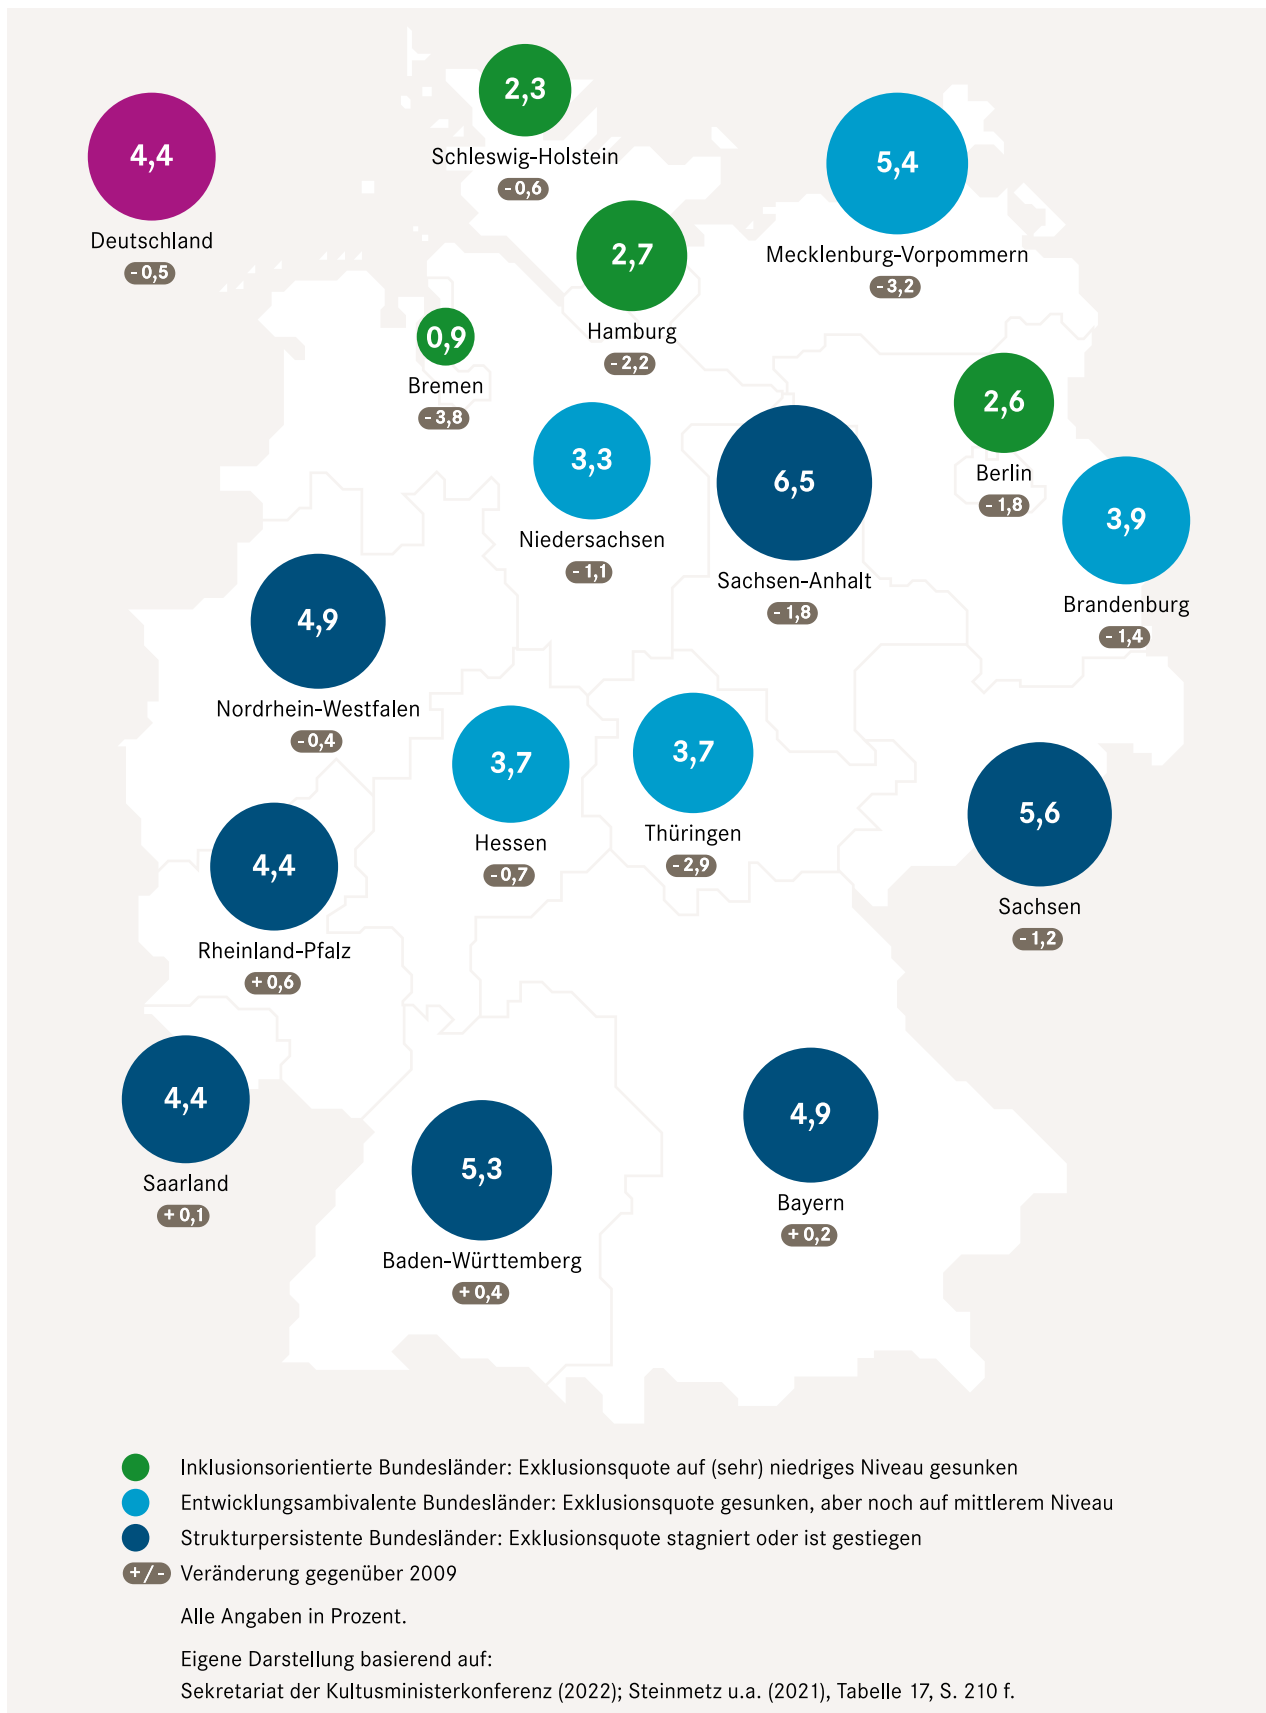 2,3
Schleswig-Holstein
- 0,6
4,4
Deutschland
- 0,5
5,4
Mecklenburg-Vorpommern
- 3,2
2,7
Hamburg
- 2,2
0,9
Bremen
- 3,8
2,6
Berlin
- 1,8
3,3
Niedersachsen
- 1,1
6,5
Sachsen-Anhalt
- 1,8
3,9
Brandenburg
- 1,4
4,9
Nordrhein-Westfalen
- 0,4
3,7
Hessen
- 0,7
3,7
Thüringen
- 2,9
5,6
Sachsen
- 1,2
4,4
Rheinland-Pfalz
+ 0,6
4,4
Saarland
+ 0,1
5,3
Baden-Württemberg
+ 0,4
4,9
Bayern
+ 0,2
Inklusionsorientierte Bundesländer: Exklusionsquote auf (sehr) niedriges Niveau gesunken
Entwicklungsambivalente Bundesländer: Exklusionsquote gesunken, aber noch auf mittlerem Niveau
Strukturpersistente Bundesländer: Exklusionsquote stagniert oder ist gestiegen
+ / - Veränderung gegenüber 2009
Alle Angaben in Prozent.
Eigene Darstellung basierend auf:
Sekretariat der Kultusministerkonferenz (2022); Steinmetz u.a. (2021), Tabelle 17, S. 210 f.